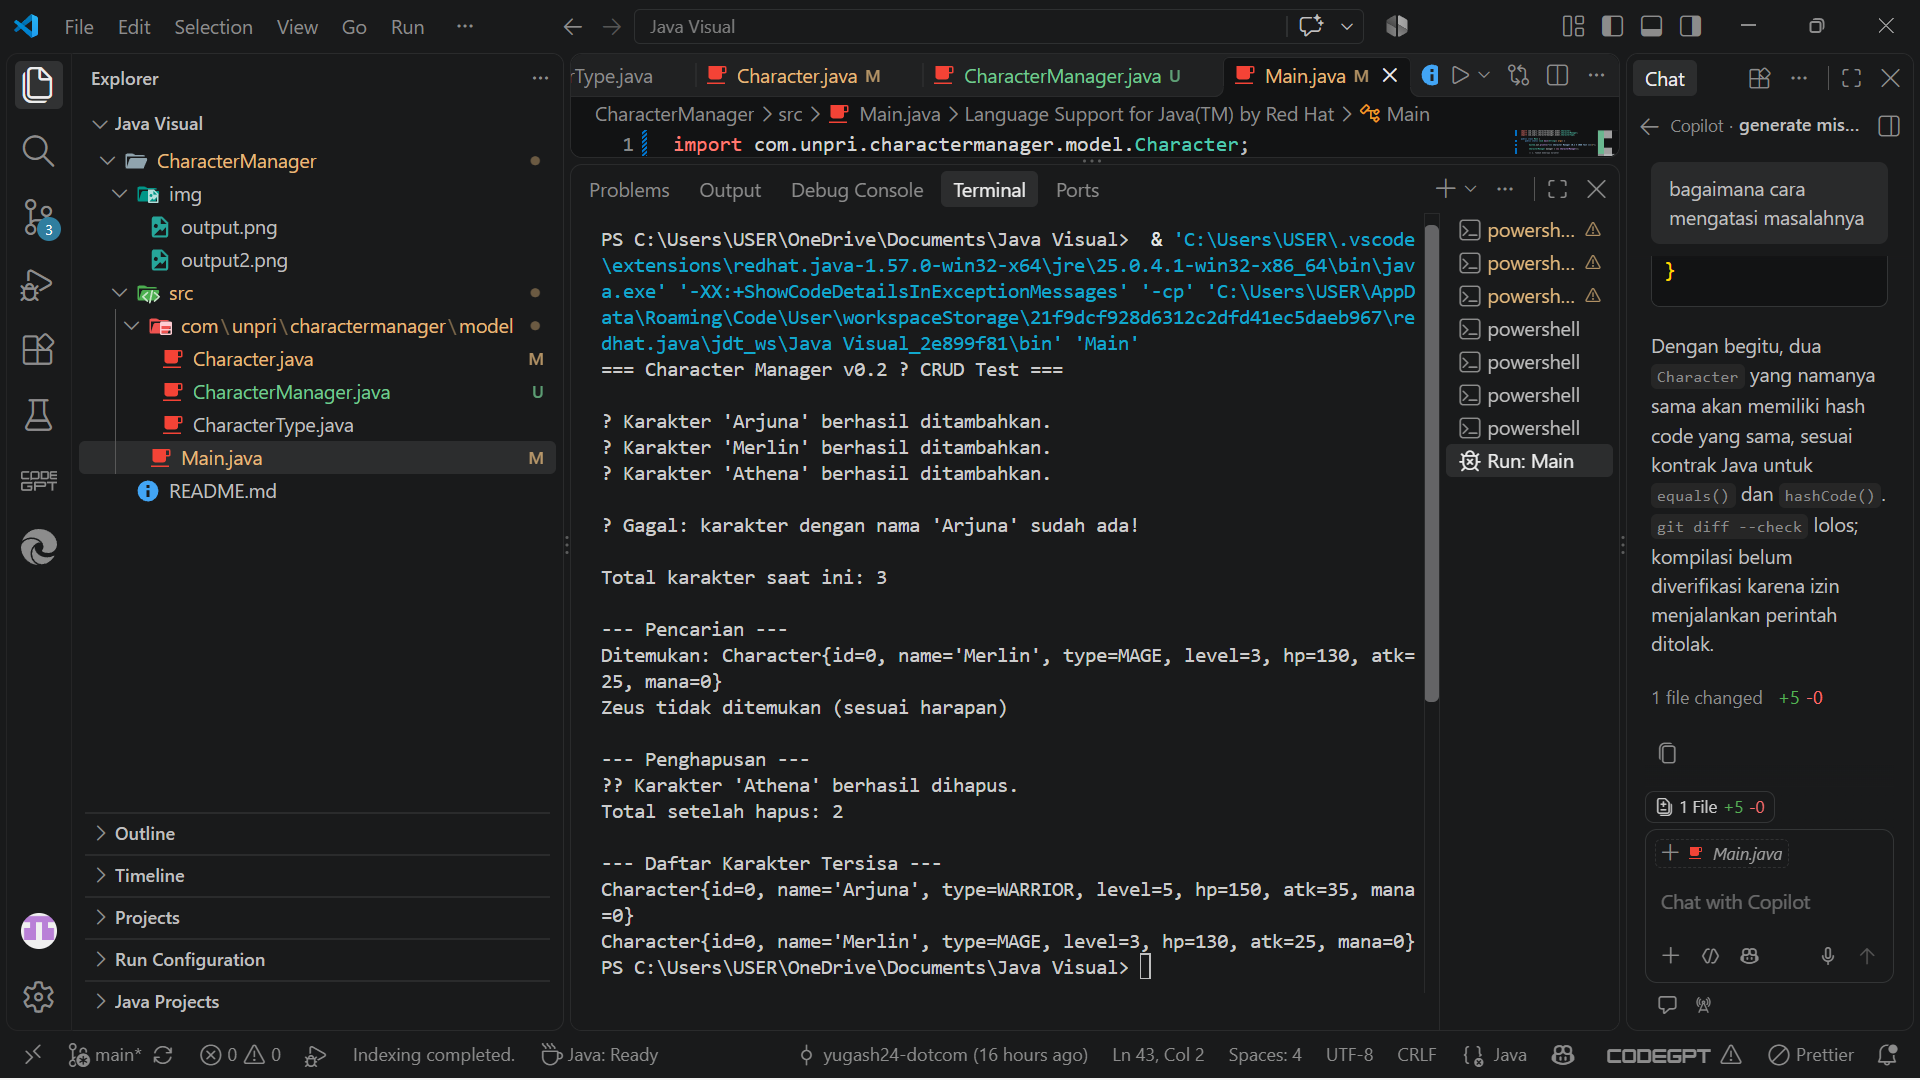 File Edit Selection View Go Run ··· Java Visual
Explorer ···
Java Visual
CharacterManager
img
output.png
output2.png
src
com\unpri\charactermanager\model
Character.java M
CharacterManager.java U
CharacterType.java
Main.java M
README.md
Outline
Timeline
Projects
Run Configuration
Java Projects
3
CODE
GPT
rType.java Character.java M CharacterManager.java U Main.java M
CharacterManager > src > Main.java > Language Support for Java(TM) by Red Hat > Main
1 import com.unpri.charactermanager.model.Character;
Problems Output Debug Console Terminal Ports
PS C:\Users\USER\OneDrive\Documents\Java Visual>  & 'C:\Users\USER\.vscode
\extensions\redhat.java-1.57.0-win32-x64\jre\25.0.4.1-win32-x86_64\bin\jav
a.exe' '-XX:+ShowCodeDetailsInExceptionMessages' '-cp' 'C:\Users\USER\AppD
ata\Roaming\Code\User\workspaceStorage\21f9dcf928d6312c2dfd41ec5daeb967\re
dhat.java\jdt_ws\Java Visual_2e899f81\bin' 'Main'
=== Character Manager v0.2 ? CRUD Test ===
? Karakter 'Arjuna' berhasil ditambahkan.
? Karakter 'Merlin' berhasil ditambahkan.
? Karakter 'Athena' berhasil ditambahkan.
? Gagal: karakter dengan nama 'Arjuna' sudah ada!
Total karakter saat ini: 3
--- Pencarian ---
Ditemukan: Character{id=0, name='Merlin', type=MAGE, level=3, hp=130, atk=
25, mana=0}
Zeus tidak ditemukan (sesuai harapan)
--- Penghapusan ---
?? Karakter 'Athena' berhasil dihapus.
Total setelah hapus: 2
--- Daftar Karakter Tersisa ---
Character{id=0, name='Arjuna', type=WARRIOR, level=5, hp=150, atk=35, mana
=0}
Character{id=0, name='Merlin', type=MAGE, level=3, hp=130, atk=25, mana=0}
PS C:\Users\USER\OneDrive\Documents\Java Visual>
powersh...
powersh...
powersh...
powershell
powershell
powershell
powershell
Run: Main
Chat
Copilot · generate mis...
bagaimana cara
mengatasi masalahnya
}
Dengan begitu, dua
Character yang namanya
sama akan memiliki hash
code yang sama, sesuai
kontrak Java untuk
equals() dan hashCode().
git diff --check lolos;
kompilasi belum
diverifikasi karena izin
menjalankan perintah
ditolak.
1 file changed +5 -0
1 File +5 -0
Main.java
Chat with Copilot
main* 0 0 Indexing completed. Java: Ready yugash24-dotcom (16 hours ago) Ln 43, Col 2 Spaces: 4 UTF-8 CRLF Java CODEGPT Prettier